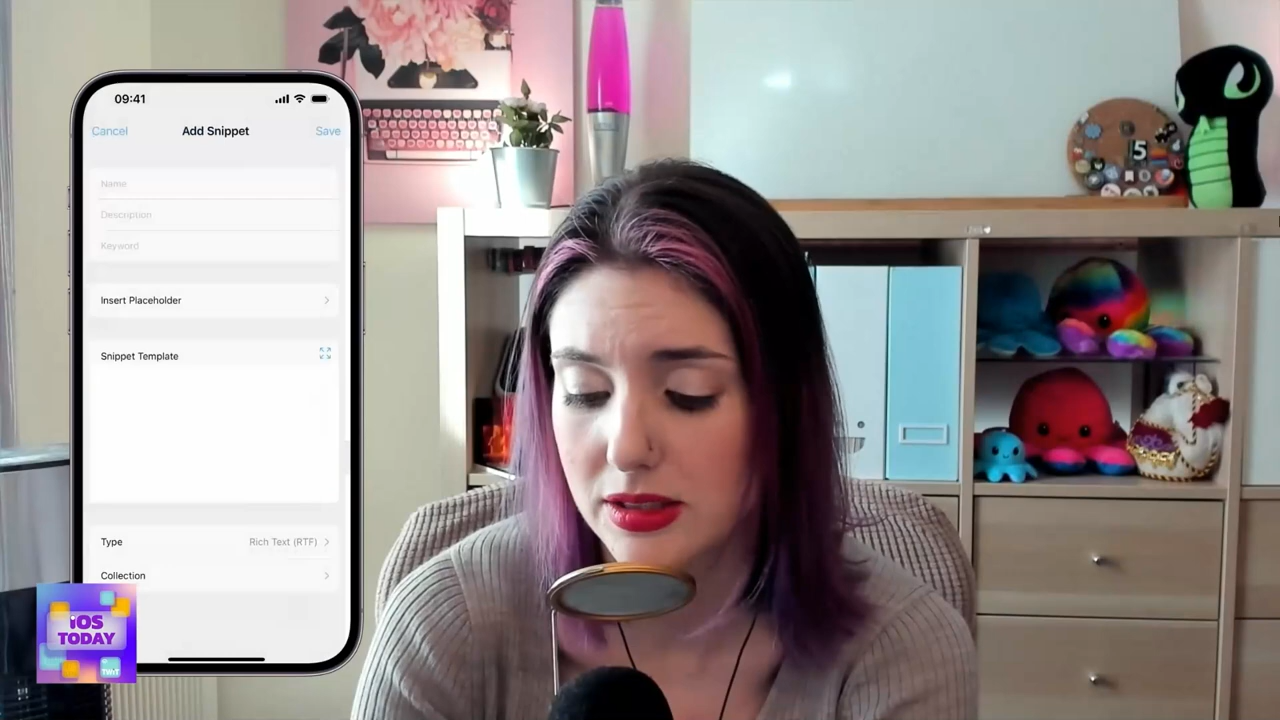 09:41
Cancel
Add Snippet
Save
Name
Description
Keyword
Insert Placeholder
Snippet Template
Type
Rich Text (RTF)
Collection
iOS
TODAY
TWiT
5